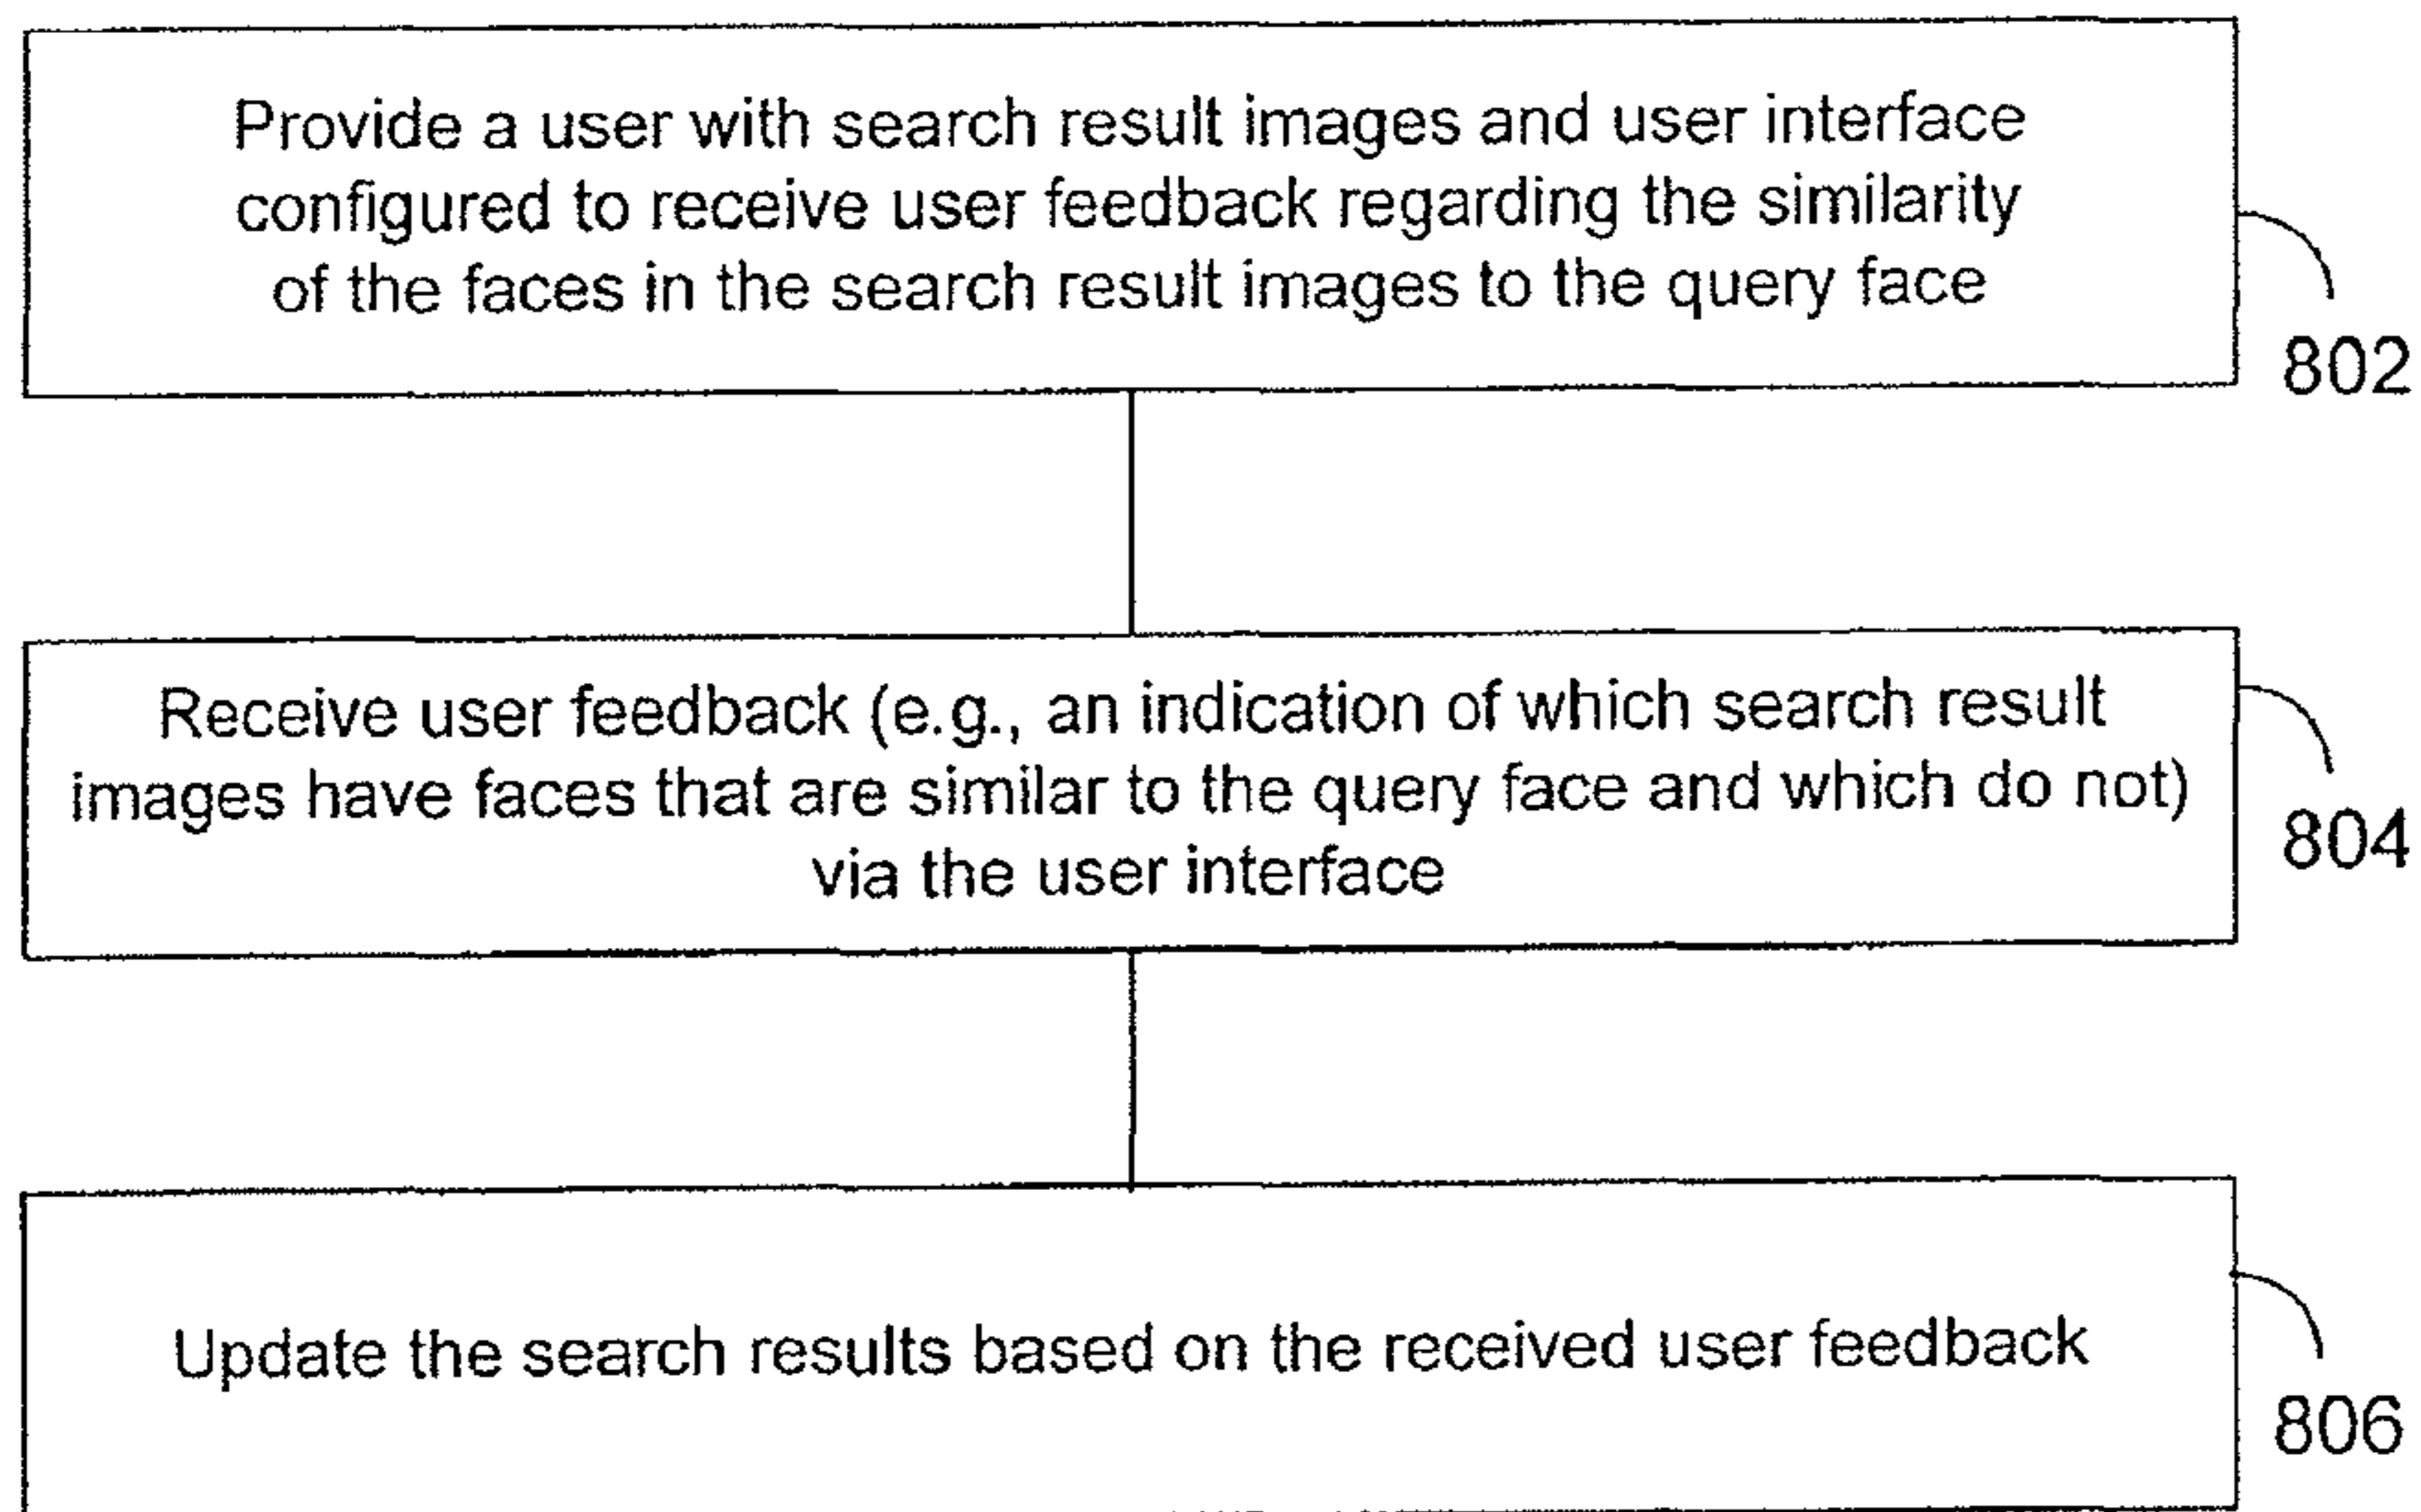 Provide a user with search result images and user interface
configured to receive user feedback regarding the similarity
of the faces in the search result images to the query face
802
Receive user feedback (e.g., an indication of which search result
images have faces that are similar to the query face and which do not)
via the user interface
804
Update the search results based on the received user feedback
806